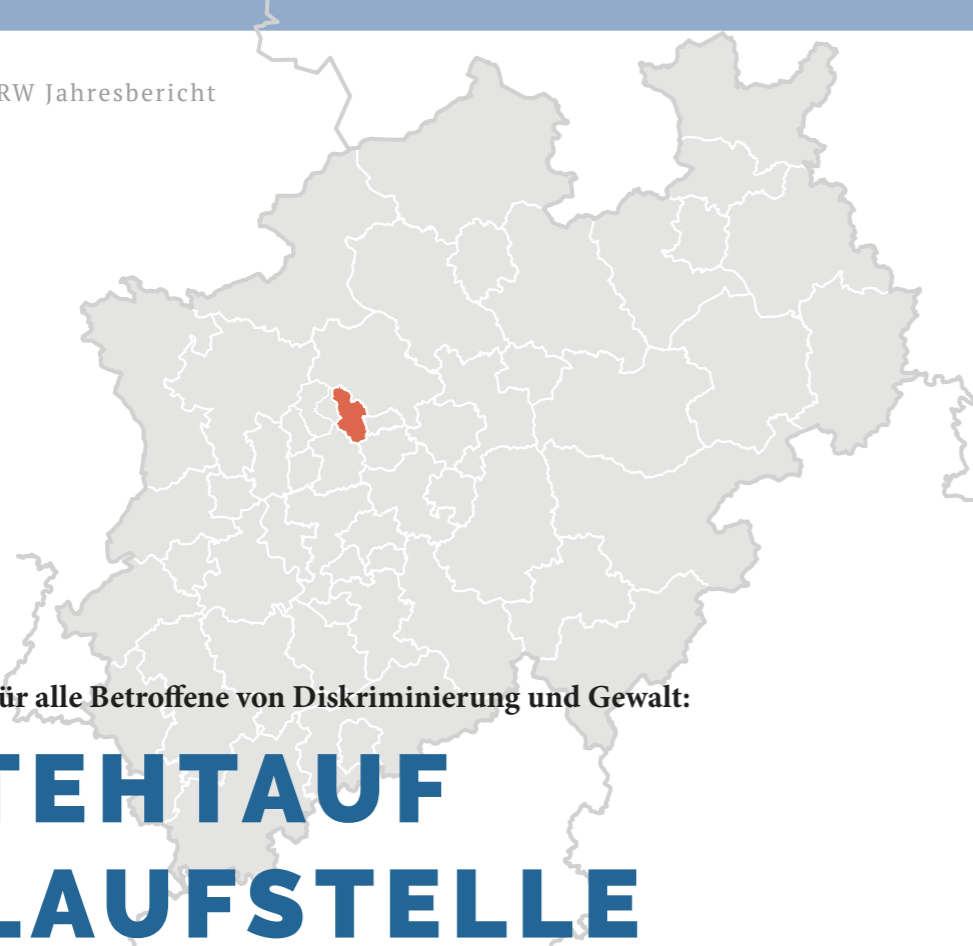 RW Jahresbericht
ür alle Betroffene von Diskriminierung und Gewalt:
TEHTAUF
LAUFSTELLE